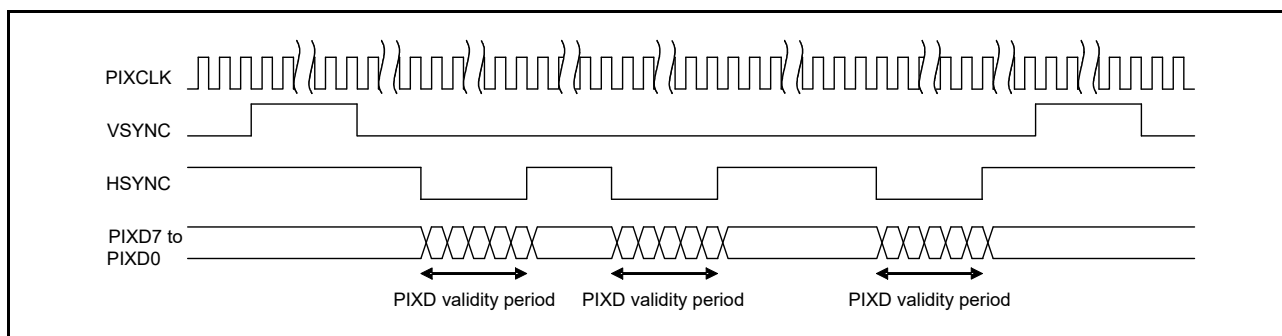 PIXCLK
VSYNC
HSYNC
PIXD7 to
PIXD0
PIXD validity period
PIXD validity period
PIXD validity period